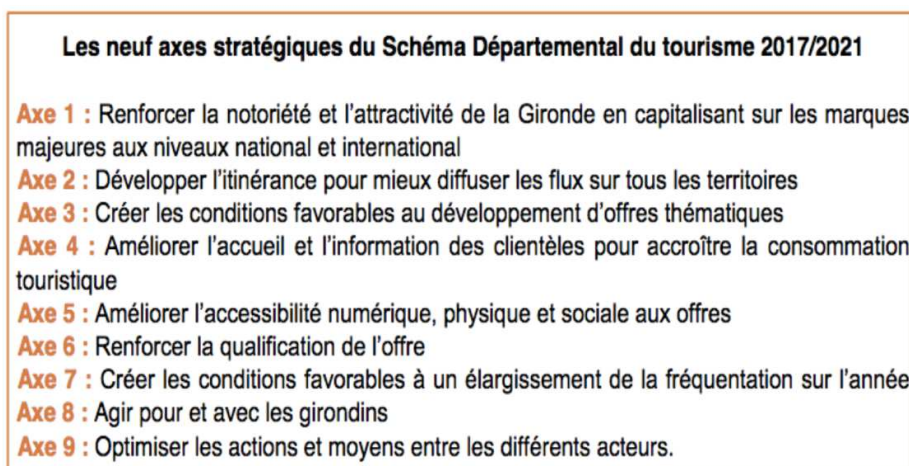 Les neuf axes stratégiques du Schéma Départemental du tourisme 2017/2021
Axe 1 : Renforcer la notoriété et l'attractivité de la Gironde en capitalisant sur les marques
majeures aux niveaux national et international
Axe 2 : Développer l'itinérance pour mieux diffuser les flux sur tous les territoires
Axe 3 : Créer les conditions favorables au développement d'offres thématiques
Axe 4 : Améliorer l'accueil et l'information des clientèles pour accroître la consommation
touristique
Axe 5 : Améliorer l'accessibilité numérique, physique et sociale aux offres
Axe 6 : Renforcer la qualification de l'offre
Axe 7 : Créer les conditions favorables à un élargissement de la fréquentation sur l'année
Axe 8 : Agir pour et avec les girondins
Axe 9 : Optimiser les actions et moyens entre les différents acteurs.